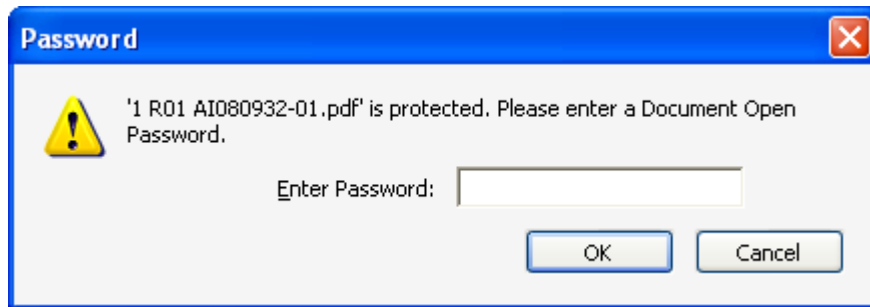 Password
'1 R01 AI080932-01.pdf' is protected. Please enter a Document Open
Password.
Enter Password:
OK Cancel